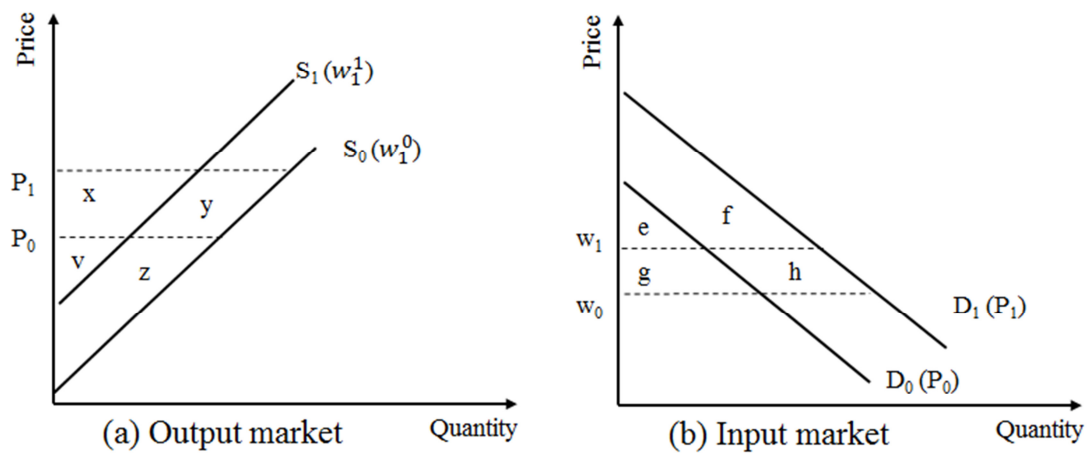 Price
S₁ (w₁¹)
S₀ (w₁⁰)
P₁
x
y
P₀
v
z
Quantity
(a) Output market
Price
f
e
w₁
g
h
w₀
D₁ (P₁)
D₀ (P₀)
Quantity
(b) Input market